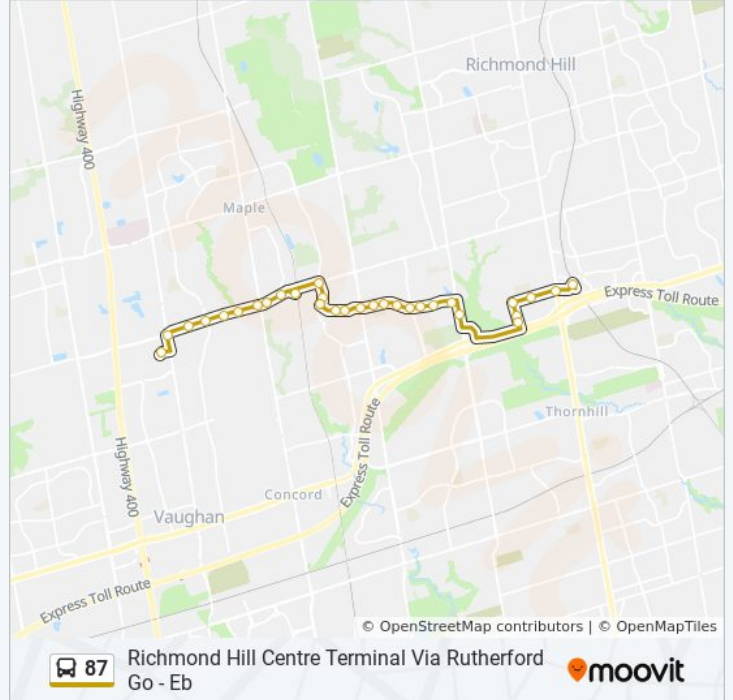 Richmond Hill
Highway 400
Maple
Express Toll Route
Thornhill
Express Toll Route
Highway 400
Concord
Vaughan
Express Toll Route
© OpenStreetMap contributors | © OpenMapTiles
87
Richmond Hill Centre Terminal Via Rutherford
Go - Eb
moovit